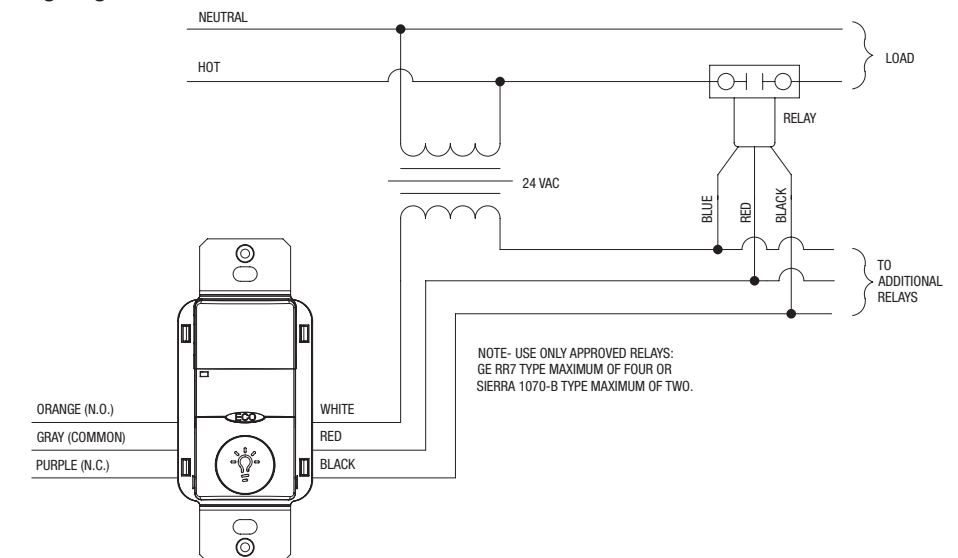 NEUTRAL
HOT
LOAD
RELAY
24 VAC
BLUE
RED
BLACK
TO
ADDITIONAL
RELAYS
NOTE- USE ONLY APPROVED RELAYS:
GE RR7 TYPE MAXIMUM OF FOUR OR
SIERRA 1070-B TYPE MAXIMUM OF TWO.
ORANGE (N.O.)
GRAY (COMMON)
PURPLE (N.C.)
ECO
WHITE
RED
BLACK